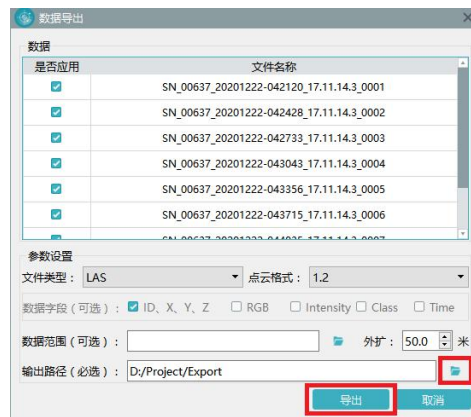 数据导出
数据
是否应用 文件名称
SN_00637_20201222-042120_17.11.14.3_0001
SN_00637_20201222-042428_17.11.14.3_0002
SN_00637_20201222-042733_17.11.14.3_0003
SN_00637_20201222-043043_17.11.14.3_0004
SN_00637_20201222-043356_17.11.14.3_0005
SN_00637_20201222-043715_17.11.14.3_0006
参数设置
文件类型： LAS 点云格式： 1.2
数据字段（可选）： ID、X、Y、Z RGB Intensity Class Time
数据范围（可选）： 外扩： 50.0 米
输出路径（必选）： D:/Project/Export
导出 取消